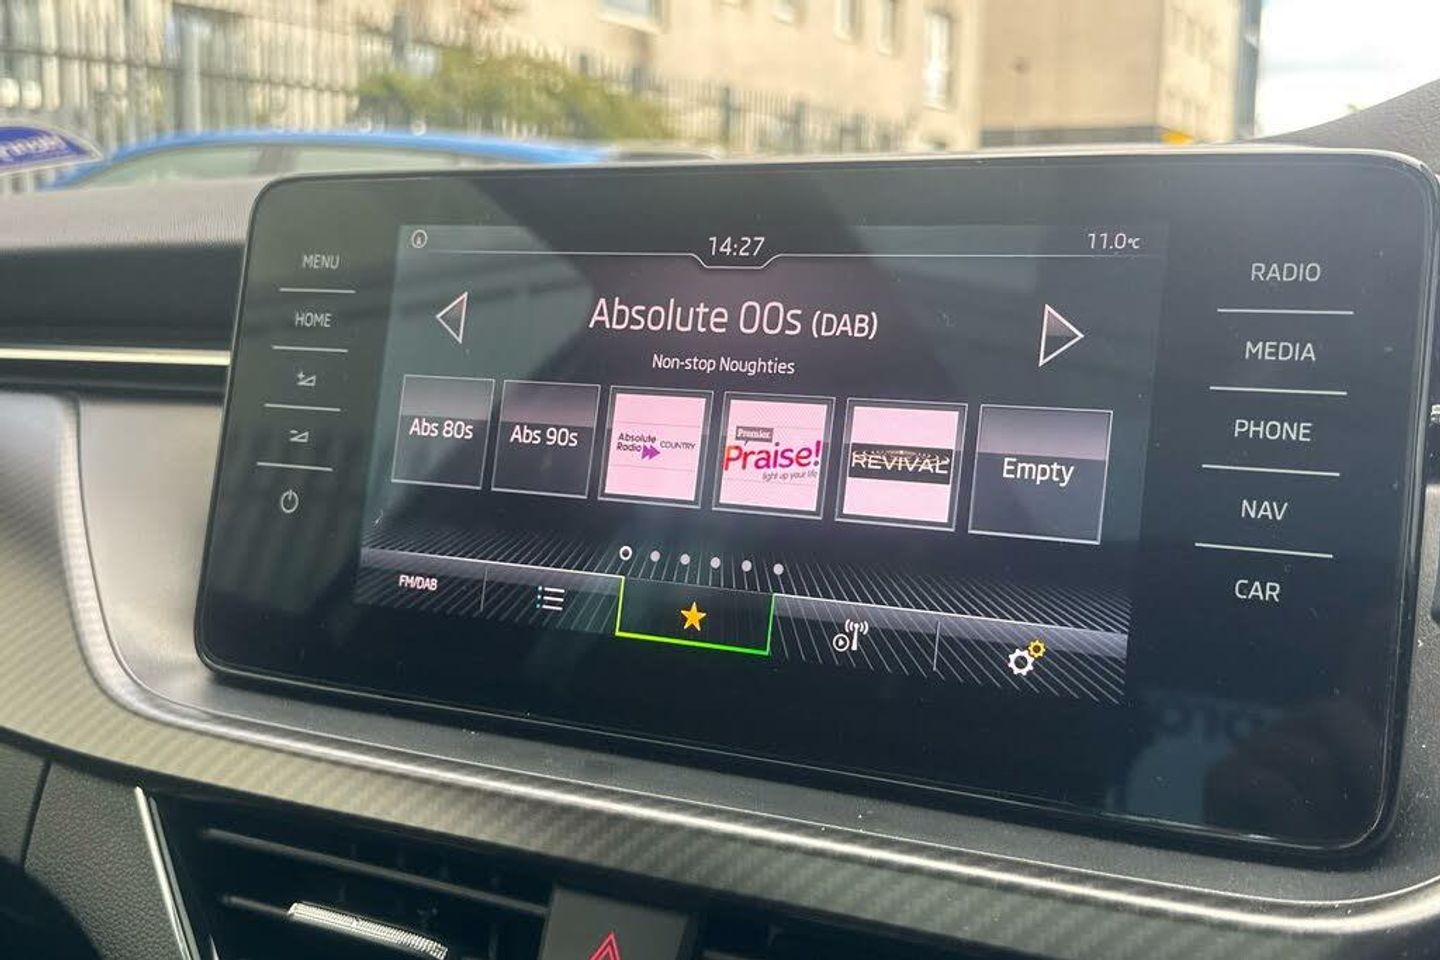 14:27
11.0°C
MENU
HOME
RADIO
MEDIA
PHONE
NAV
CAR
Absolute 00s (DAB)
Non-stop Noughties
Abs 80s
Abs 90s
Absolute
Radio COUNTRY
Premier
Praise!
light up your life
REVIVAL
Empty
FM/DAB